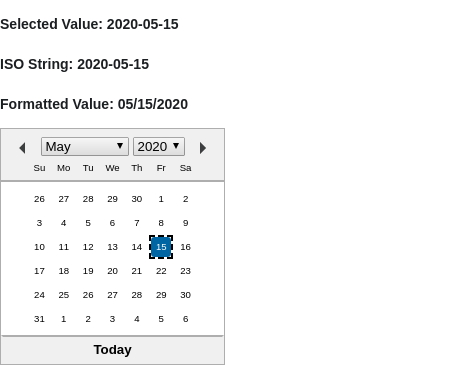 Selected Value: 2020-05-15
ISO String: 2020-05-15
Formatted Value: 05/15/2020
May 2020
Su Mo Tu We Th Fr Sa
26 27 28 29 30 1 2
3 4 5 6 7 8 9
10 11 12 13 14 15 16
17 18 19 20 21 22 23
24 25 26 27 28 29 30
31 1 2 3 4 5 6
Today